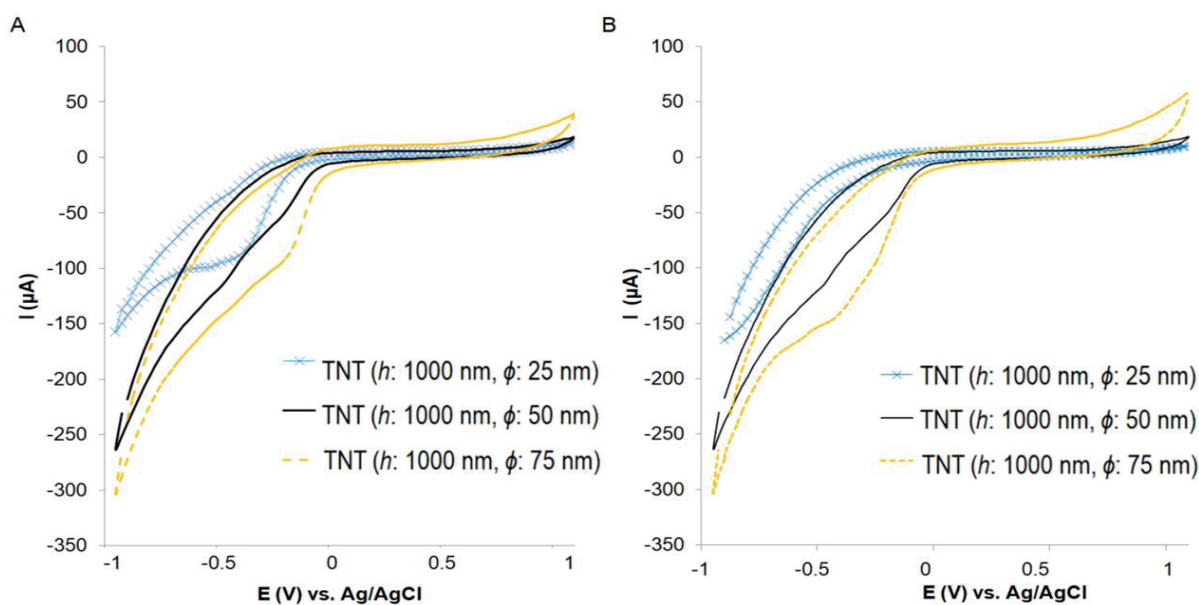 A
100
50
0
-50
-100
-150
-200
-250
-300
-350
I (µA)
-1
-0.5
0
0.5
1
E (V) vs. Ag/AgCl
TNT (h: 1000 nm, ϕ: 25 nm)
TNT (h: 1000 nm, ϕ: 50 nm)
TNT (h: 1000 nm, ϕ: 75 nm)
B
100
50
0
-50
-100
-150
-200
-250
-300
-350
I (µA)
-1
-0.5
0
0.5
1
E (V) vs. Ag/AgCl
TNT (h: 1000 nm, ϕ: 25 nm)
TNT (h: 1000 nm, ϕ: 50 nm)
TNT (h: 1000 nm, ϕ: 75 nm)